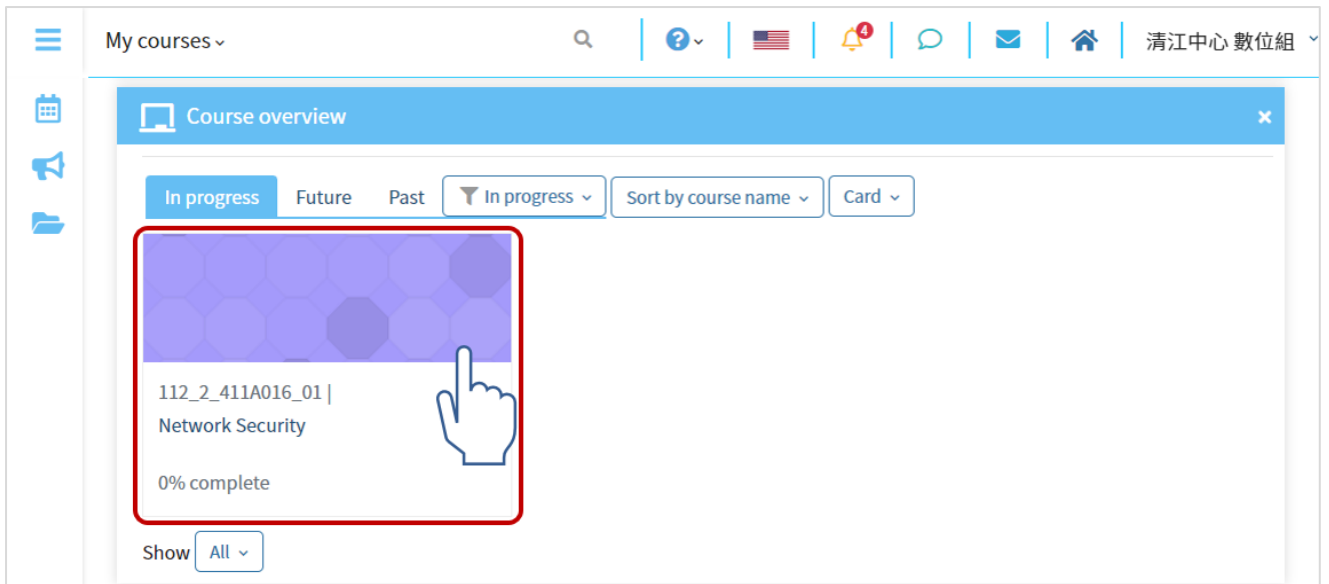 My courses
4
清江中心 數位組
Course overview
In progress Future Past In progress Sort by course name Card
112_2_411A016_01 |
Network Security
0% complete
Show All